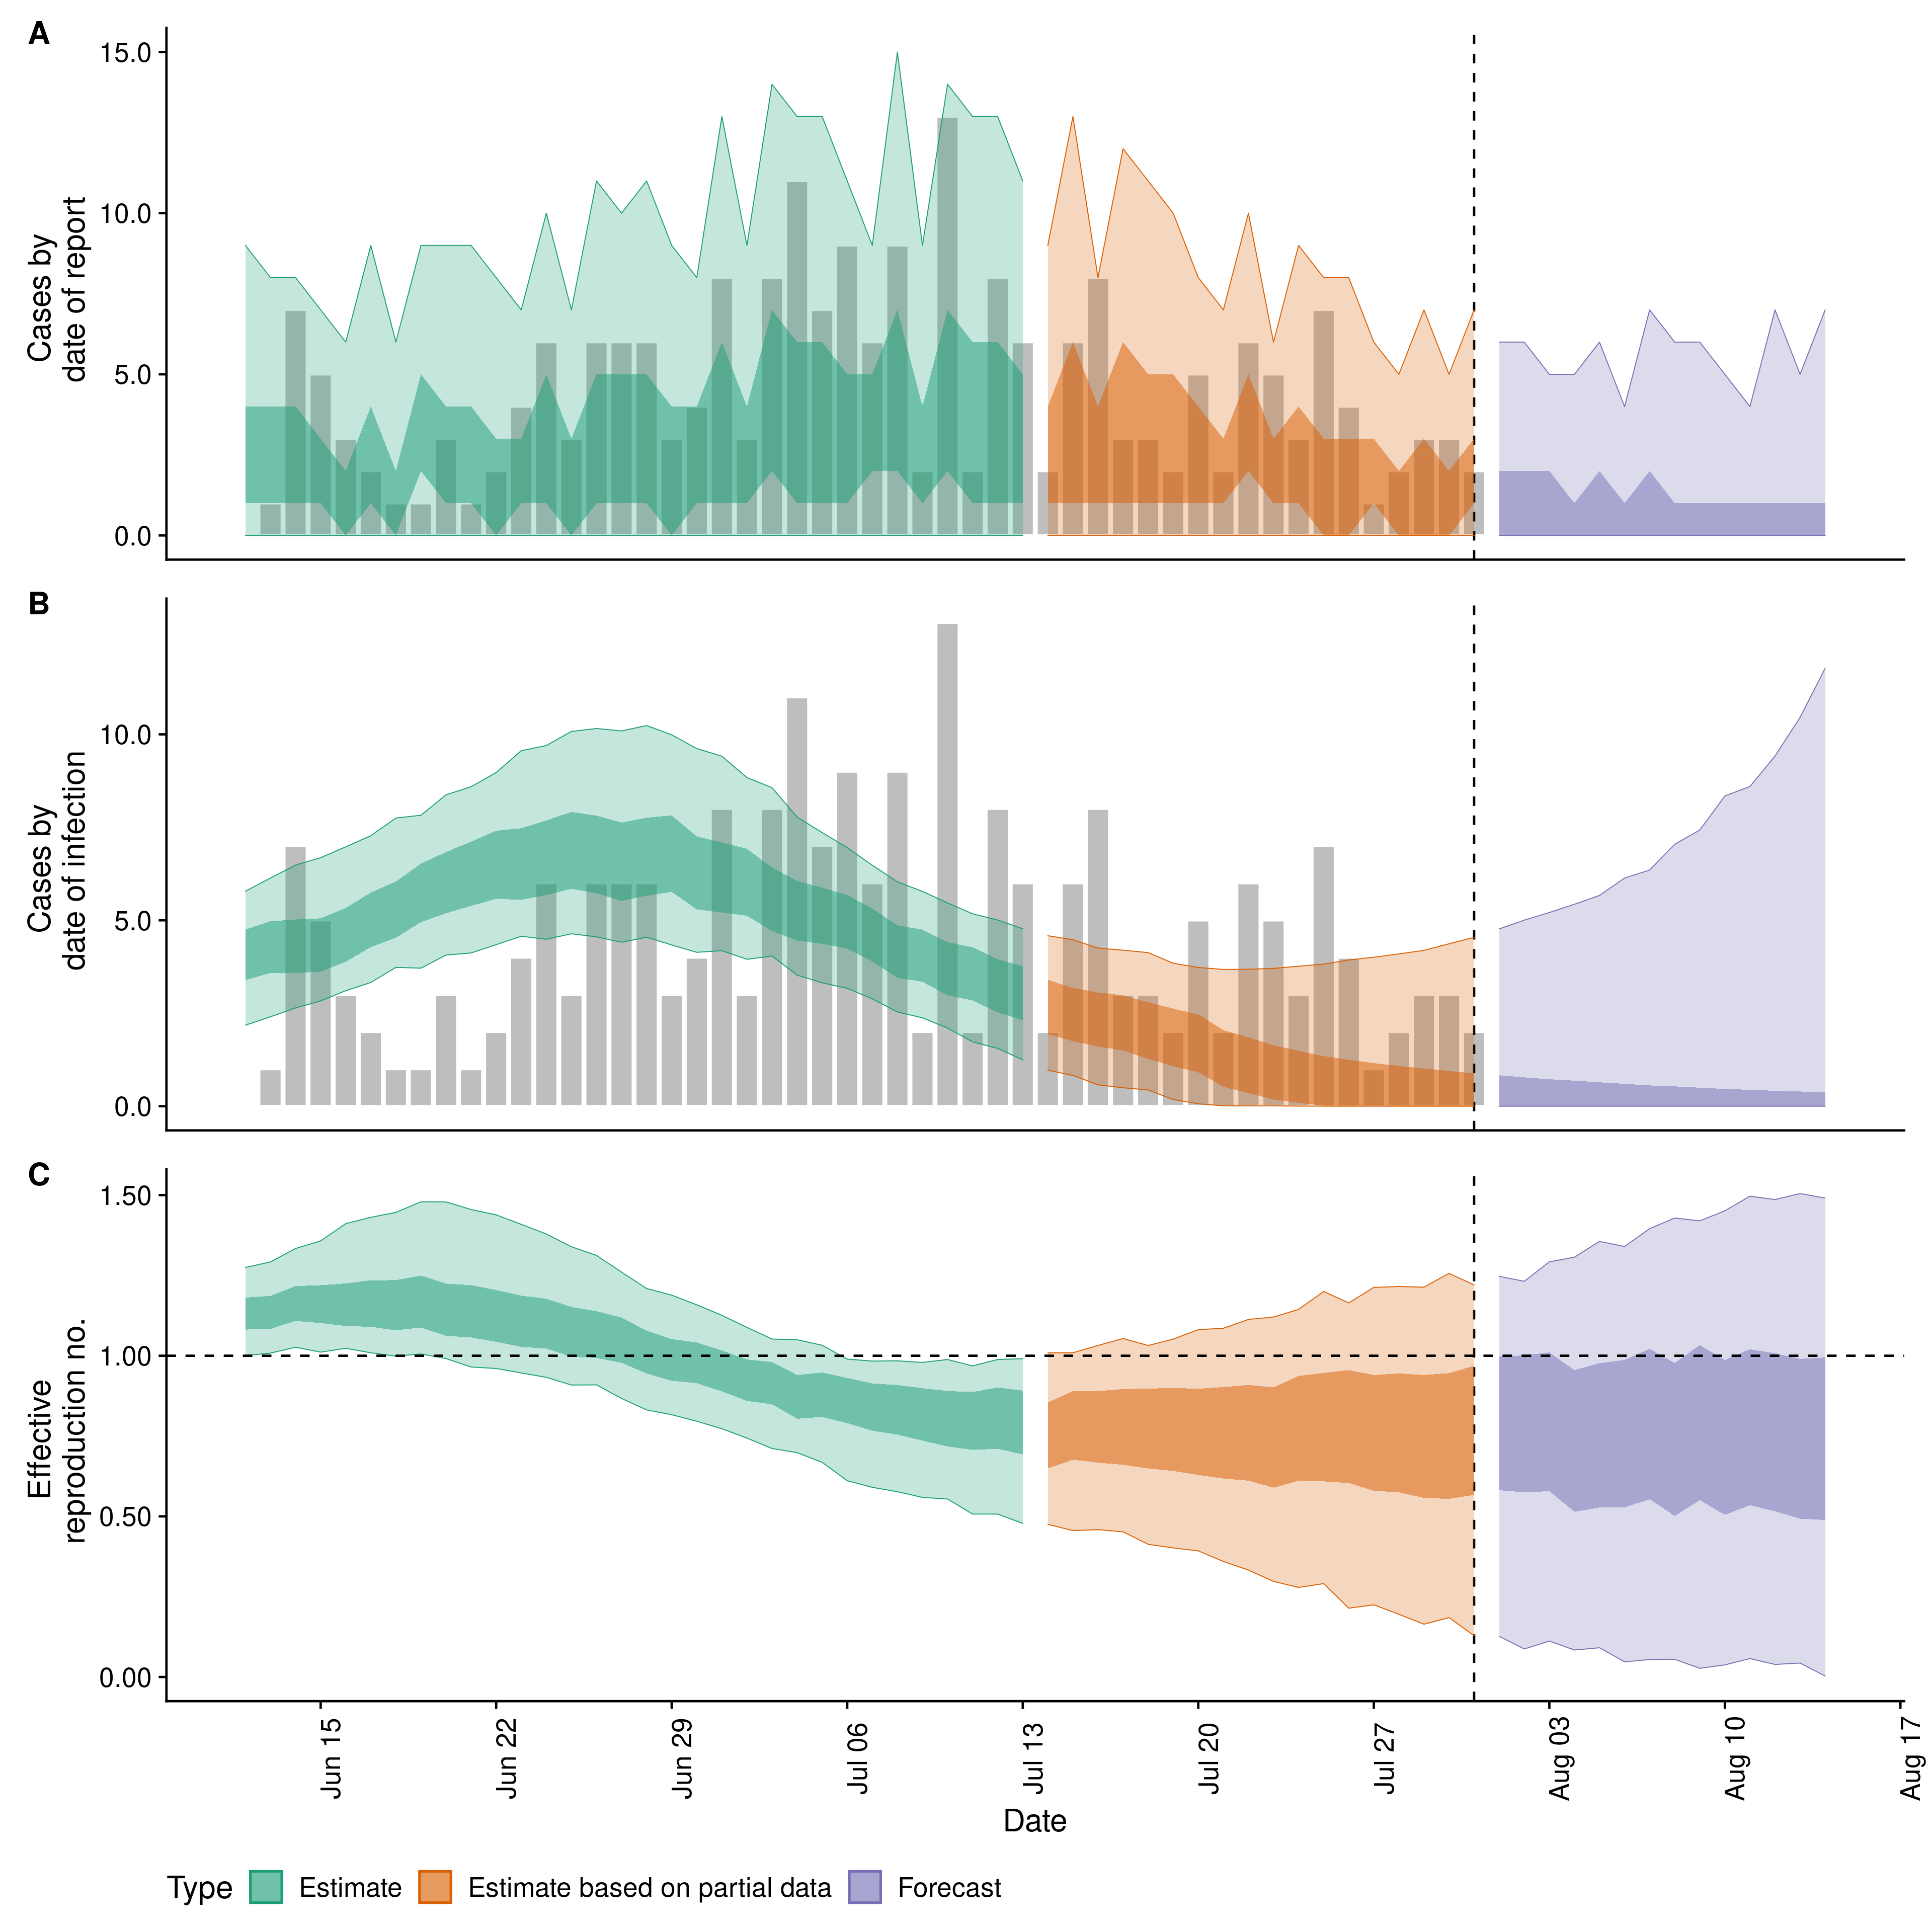 A
Cases by
date of report
15.0
10.0
5.0
0.0
B
Cases by
date of infection
10.0
5.0
0.0
C
Effective
reproduction no.
1.50
1.00
0.50
0.00
Jun 15
Jun 22
Jun 29
Jul 06
Jul 13
Jul 20
Jul 27
Aug 03
Aug 10
Aug 17
Date
Type Estimate Estimate based on partial data Forecast